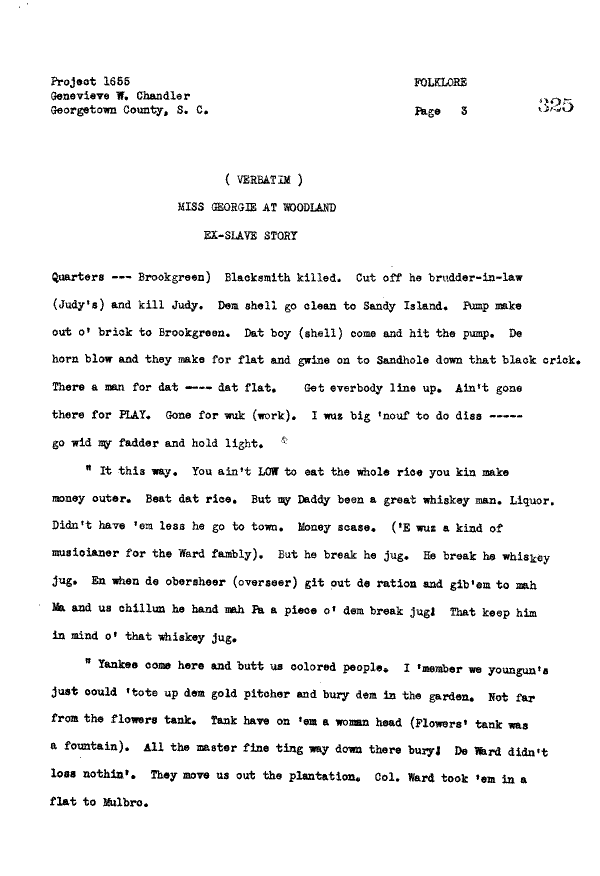 Project 1655
Genevieve W. Chandler
Georgetown County, S. C.
FOLKLORE
Page 3
325
( VERBATIM )
MISS GEORGIE AT WOODLAND
EX-SLAVE STORY
Quarters --- Brookgreen) Blacksmith killed. Cut off he brudder-in-law
(Judy's) and kill Judy. Dem shell go clean to Sandy Island. Pump make
out o' brick to Brookgreen. Dat boy (shell) come and hit the pump. De
horn blow and they make for flat and gwine on to Sandhole down that black crick.
There a man for dat ---- dat flat. Get everbody line up. Ain't gone
there for PLAY. Gone for wuk (work). I wuz big 'nouf to do diss -----
go wid my fadder and hold light.
" It this way. You ain't LOW to eat the whole rice you kin make
money outer. Beat dat rice. But my Daddy been a great whiskey man. Liquor.
Didn't have 'em less he go to town. Money scase. ('E wuz a kind of
musicianer for the Ward fambly). But he break he jug. He break he whiskey
jug. En when de obersheer (overseer) git out de ration and gib'em to mah
Ma and us chillun he hand mah Pa a piece o' dem break jug! That keep him
in mind o' that whiskey jug.
" Yankee come here and butt us colored people. I 'member we youngun's
just could 'tote up dem gold pitcher and bury dem in the garden. Not far
from the flowers tank. Tank have on 'em a woman head (Flowers' tank was
a fountain). All the master fine ting way down there bury! De Ward didn't
loss nothin'. They move us out the plantation. Col. Ward took 'em in a
flat to Mulbro.